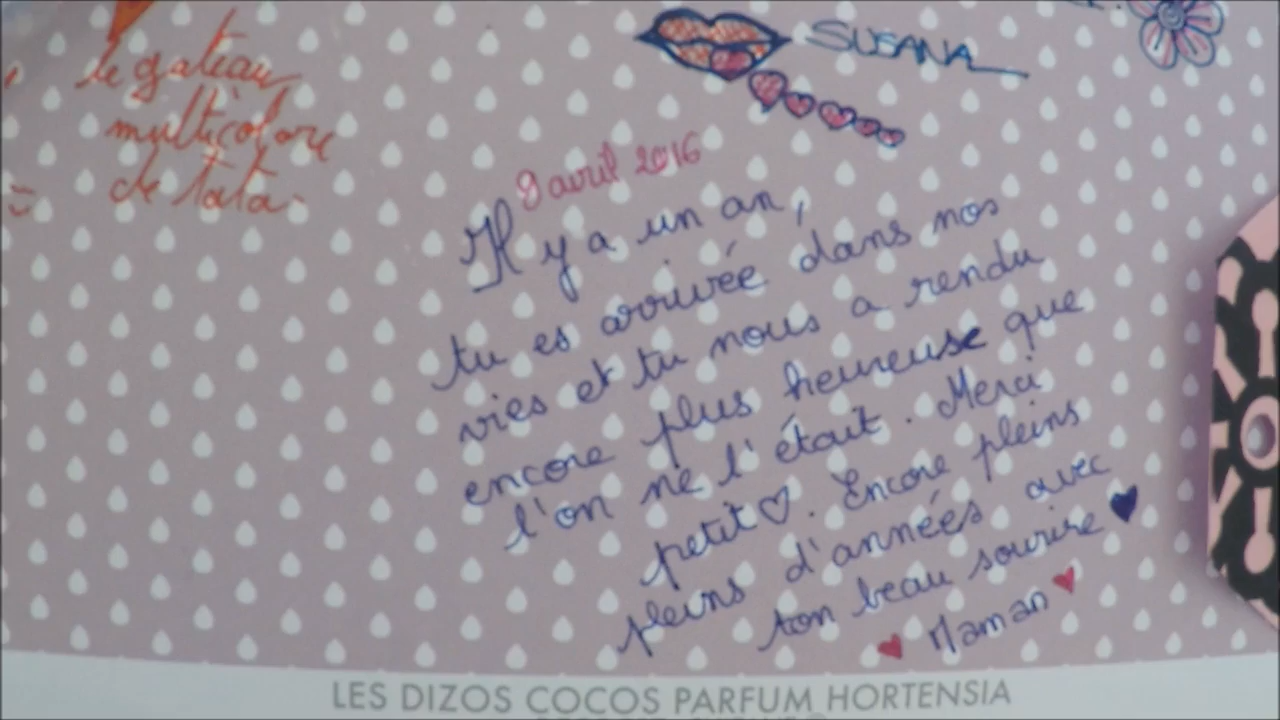 le gateau
multicolore
de tata
SUSANA
9 avril 2016
Il y a un an,
tu es arrivée dans nos
vies et tu nous a rendu
encore plus heureuse que
l'on ne l'était. Merci
petit♡. Encore pleins
pleins d'années avec
ton beau sourire ♥
♥ Maman ♥
LES DIZOS COCOS PARFUM HORTENSIA